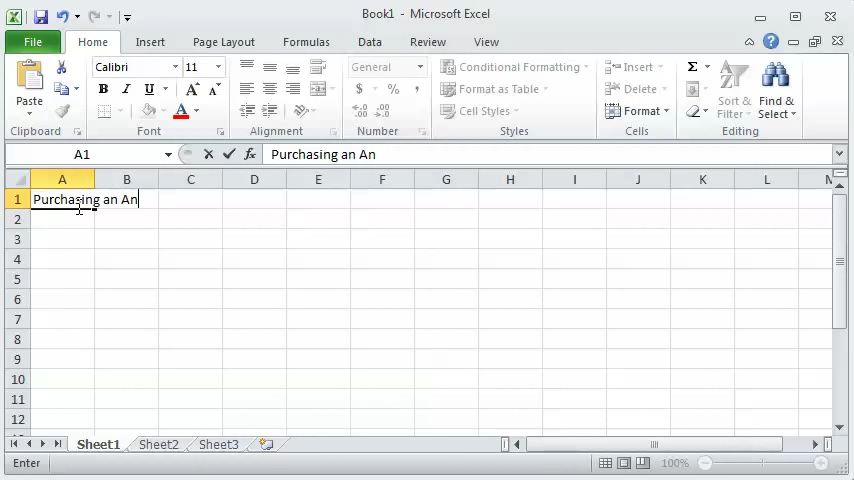 Book1 - Microsoft Excel
File Home Insert Page Layout Formulas Data Review View
Calibri 11 General Conditional Formatting Insert Σ
Paste Format as Table Delete Sort & Filter Find & Select
B I U A $ % , Cell Styles Format
Clipboard Font Alignment Number Styles Cells Editing
A1 fx Purchasing an An
A B C D E F G H I J K L M
1 Purchasing an An
2
3
4
5
6
7
8
9
10
11
12
Sheet1 Sheet2 Sheet3
Enter 100%